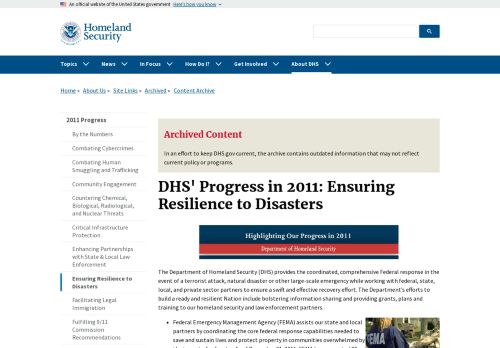 An official website of the United States government Here's how you know
Homeland
Security
Topics News In Focus How Do I? Get Involved About DHS
Home About Us Site Links Archived Content Archive
2011 Progress
By the Numbers
Combating Cybercrimes
Combating Human
Smuggling and Trafficking
Community Engagement
Countering Chemical,
Biological, Radiological,
and Nuclear Threats
Critical Infrastructure
Protection
Enhancing Partnerships
with State & Local Law
Enforcement
Ensuring Resilience to
Disasters
Facilitating Legal
Immigration
Fulfilling 9/11
Commission
Recommendations
Archived Content
In an effort to keep DHS.gov current, the archive contains outdated information that may not reflect
current policy or programs.
DHS' Progress in 2011: Ensuring
Resilience to Disasters
Highlighting Our Progress in 2011
Department of Homeland Security
The Department of Homeland Security (DHS) provides the coordinated, comprehensive Federal response in the
event of a terrorist attack, natural disaster or other large-scale emergency while working with federal, state,
local, and private sector partners to ensure a swift and effective recovery effort. The Department's efforts to
build a ready and resilient Nation include bolstering information sharing and providing grants, plans and
training to our homeland security and law enforcement partners.
Federal Emergency Management Agency (FEMA) assists our state and local
partners by coordinating the core federal response capabilities needed to
save and sustain lives and protect property in communities overwhelmed by
FEMA